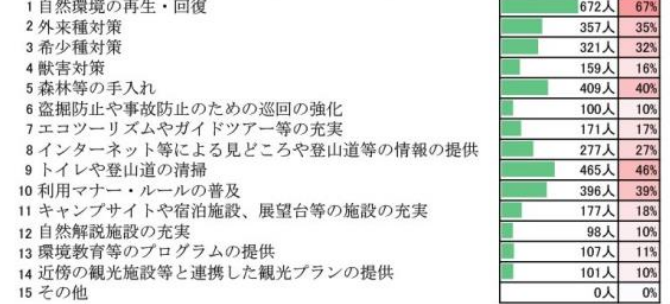 1 自然環境の再生・回復 672人 67%
2 外来種対策 357人 35%
3 希少種対策 321人 32%
4 獣害対策 159人 16%
5 森林等の手入れ 409人 40%
6 盗掘防止や事故防止のための巡回の強化 100人 10%
7 エコツーリズムやガイドツアー等の充実 171人 17%
8 インターネット等による見どころや登山道等の情報の提供 277人 27%
9 トイレや登山道の清掃 465人 46%
10 利用マナー・ルールの普及 396人 39%
11 キャンプサイトや宿泊施設、展望台等の施設の充実 177人 18%
12 自然解説施設の充実 98人 10%
13 環境教育等のプログラムの提供 107人 11%
14 近傍の観光施設等と連携した観光プランの提供 101人 10%
15 その他 0人 0%